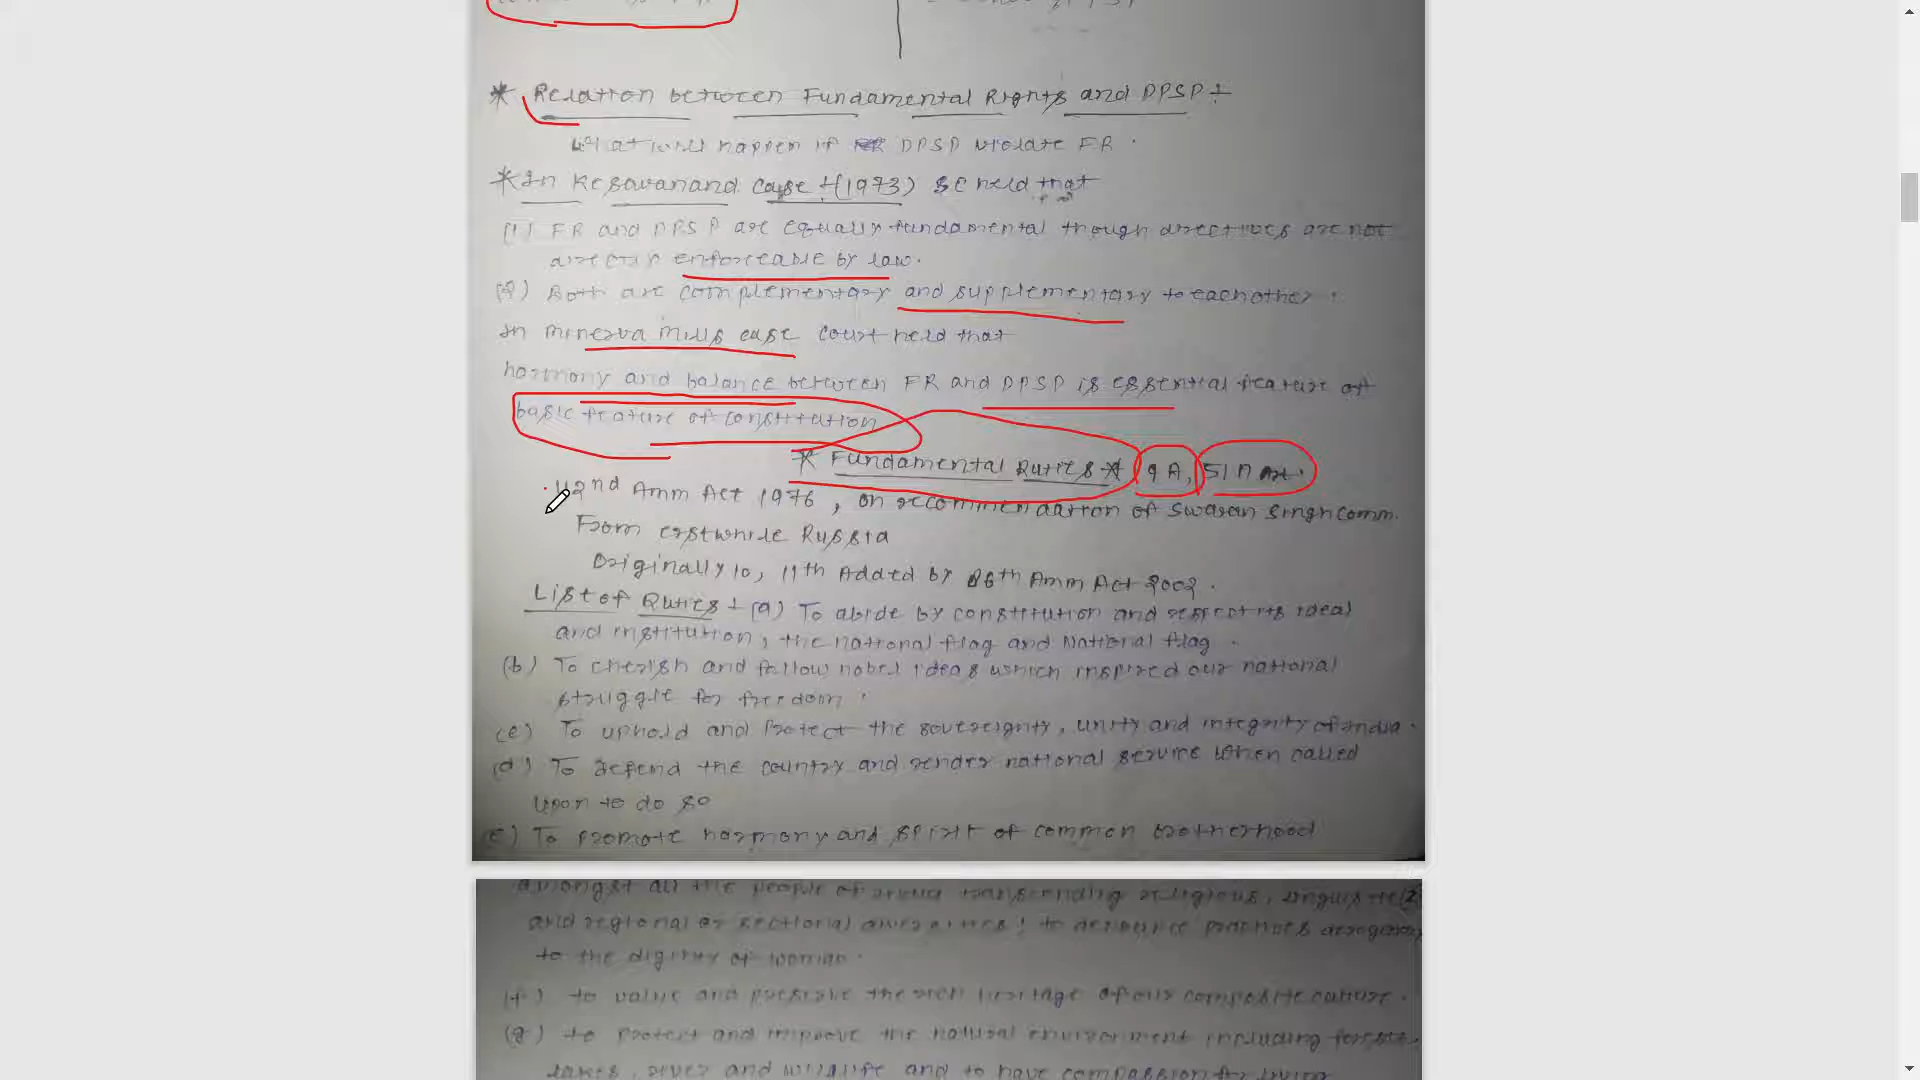 * Relation between Fundamental Rights and DPSP :-
What will happen if DPSP violate FR .
* In Kesavanand Case :- (1973) SC held that
(1) FR and DPSP are equally fundamental though directives are not
directly enforceable by law.
(2) Both are complementary and supplementary to each other .
In minerva mills case court held that
harmony and balance between FR and DPSP is essential feature of
basic feature of constitution
* Fundamental Duties * 4 A, 51 A Art.
42nd Amm Act 1976 , on recommendation of Swaran Singh comm.
From erstwhile Russia
Originally 10, 11th Added by 86th Amm Act 2002 .
List of Duties :- (a) To abide by constitution and respect its ideal
and institution, the national flag and National flag .
(b) To cherish and follow nobel ideas which inspired our national
struggle for freedom .
(c) To uphold and Protect the sovereignty, unity and integrity of India .
(d) To defend the country and render national service when called
upon to do so
(e) To promote harmony and spirit of common brotherhood
amongst all the people of India transcending religious, linguistic
and regional or sectional diversities ; to denounce practices derogatory
to the dignity of woman .
(f) to value and preserve the rich heritage of our composite culture .
(g) to protect and improve the natural environment including forests
lakes , river and wildlife and to have compassion for living